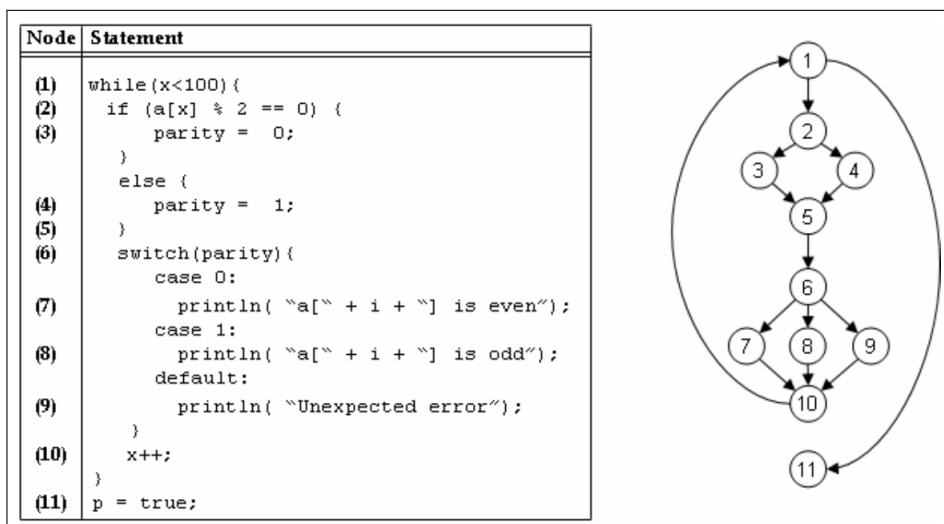 Node Statement
(1) while(x<100){
(2) if (a[x] % 2 == 0) {
(3) parity = 0;
}
else {
(4) parity = 1;
(5) }
(6) switch(parity){
case 0:
(7) println( "a[" + i + "] is even");
case 1:
(8) println( "a[" + i + "] is odd");
default:
(9) println( "Unexpected error");
}
(10) x++;
}
(11) p = true;
1
2
3 4
5
6
7 8 9
10
11